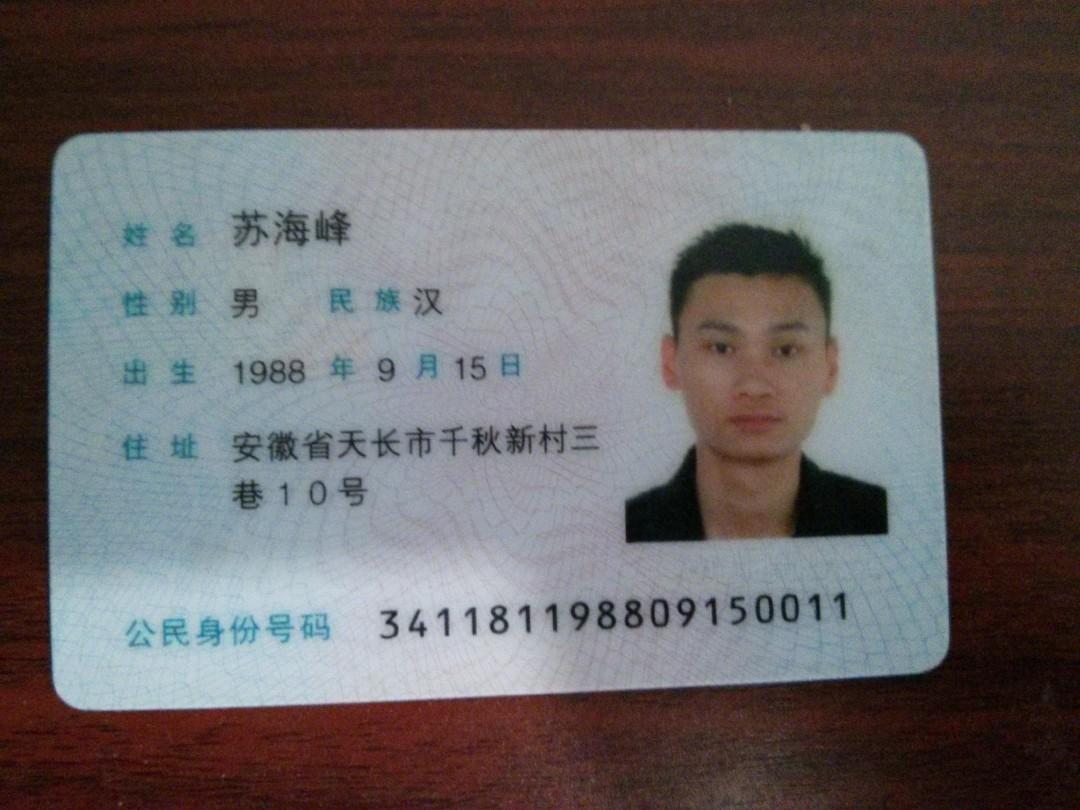 姓名 苏海峰
性别 男 民族 汉
出生 1988 年 9 月 15 日
住址 安徽省天长市千秋新村三
巷10号
公民身份号码 341181198809150011